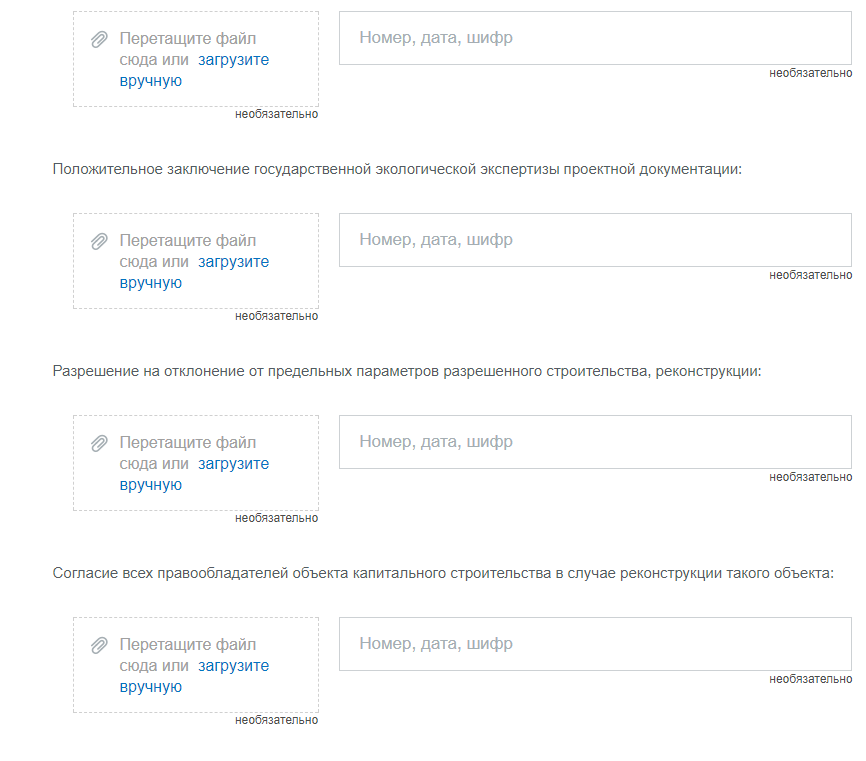 Перетащите файл
сюда или загрузите
вручную
необязательно
Номер, дата, шифр
необязательно
Положительное заключение государственной экологической экспертизы проектной документации:
Перетащите файл
сюда или загрузите
вручную
необязательно
Номер, дата, шифр
необязательно
Разрешение на отклонение от предельных параметров разрешенного строительства, реконструкции:
Перетащите файл
сюда или загрузите
вручную
необязательно
Номер, дата, шифр
необязательно
Согласие всех правообладателей объекта капитального строительства в случае реконструкции такого объекта:
Перетащите файл
сюда или загрузите
вручную
необязательно
Номер, дата, шифр
необязательно